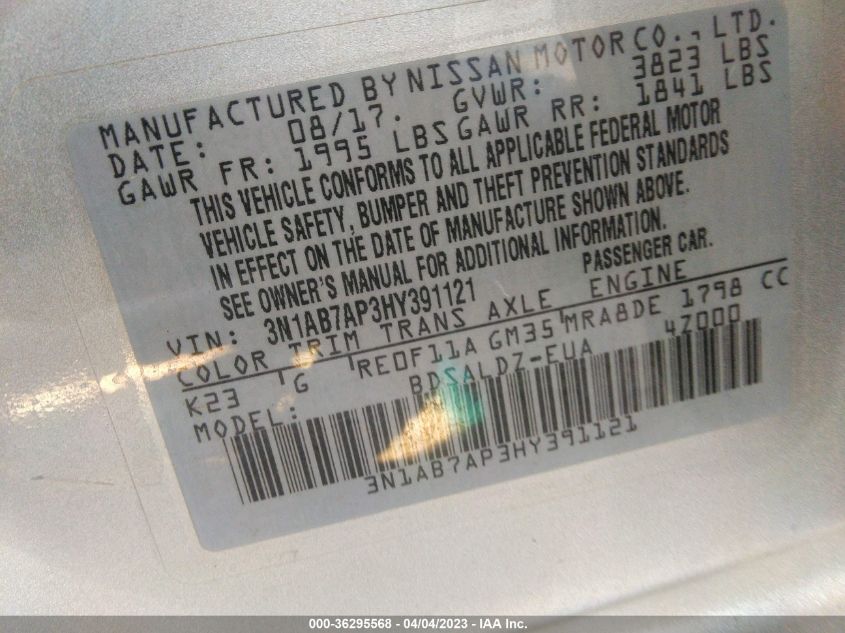 MANUFACTURED BY NISSAN MOTOR CO., LTD.
DATE: 08/17. GVWR: 3823 LBS
GAWR FR: 1995 LBS GAWR RR: 1841 LBS
THIS VEHICLE CONFORMS TO ALL APPLICABLE FEDERAL MOTOR
VEHICLE SAFETY, BUMPER AND THEFT PREVENTION STANDARDS
IN EFFECT ON THE DATE OF MANUFACTURE SHOWN ABOVE.
SEE OWNER'S MANUAL FOR ADDITIONAL INFORMATION.
VIN: 3N1AB7AP3HY391121 PASSENGER CAR.
COLOR TRIM TRANS AXLE ENGINE
K23 G RE0F11A GM35 MRA8DE 1798 CC
MODEL: BDSALDZ-EUA 4Z000
3N1AB7AP3HY391121
000-36295568 - 04/04/2023 - IAA Inc.